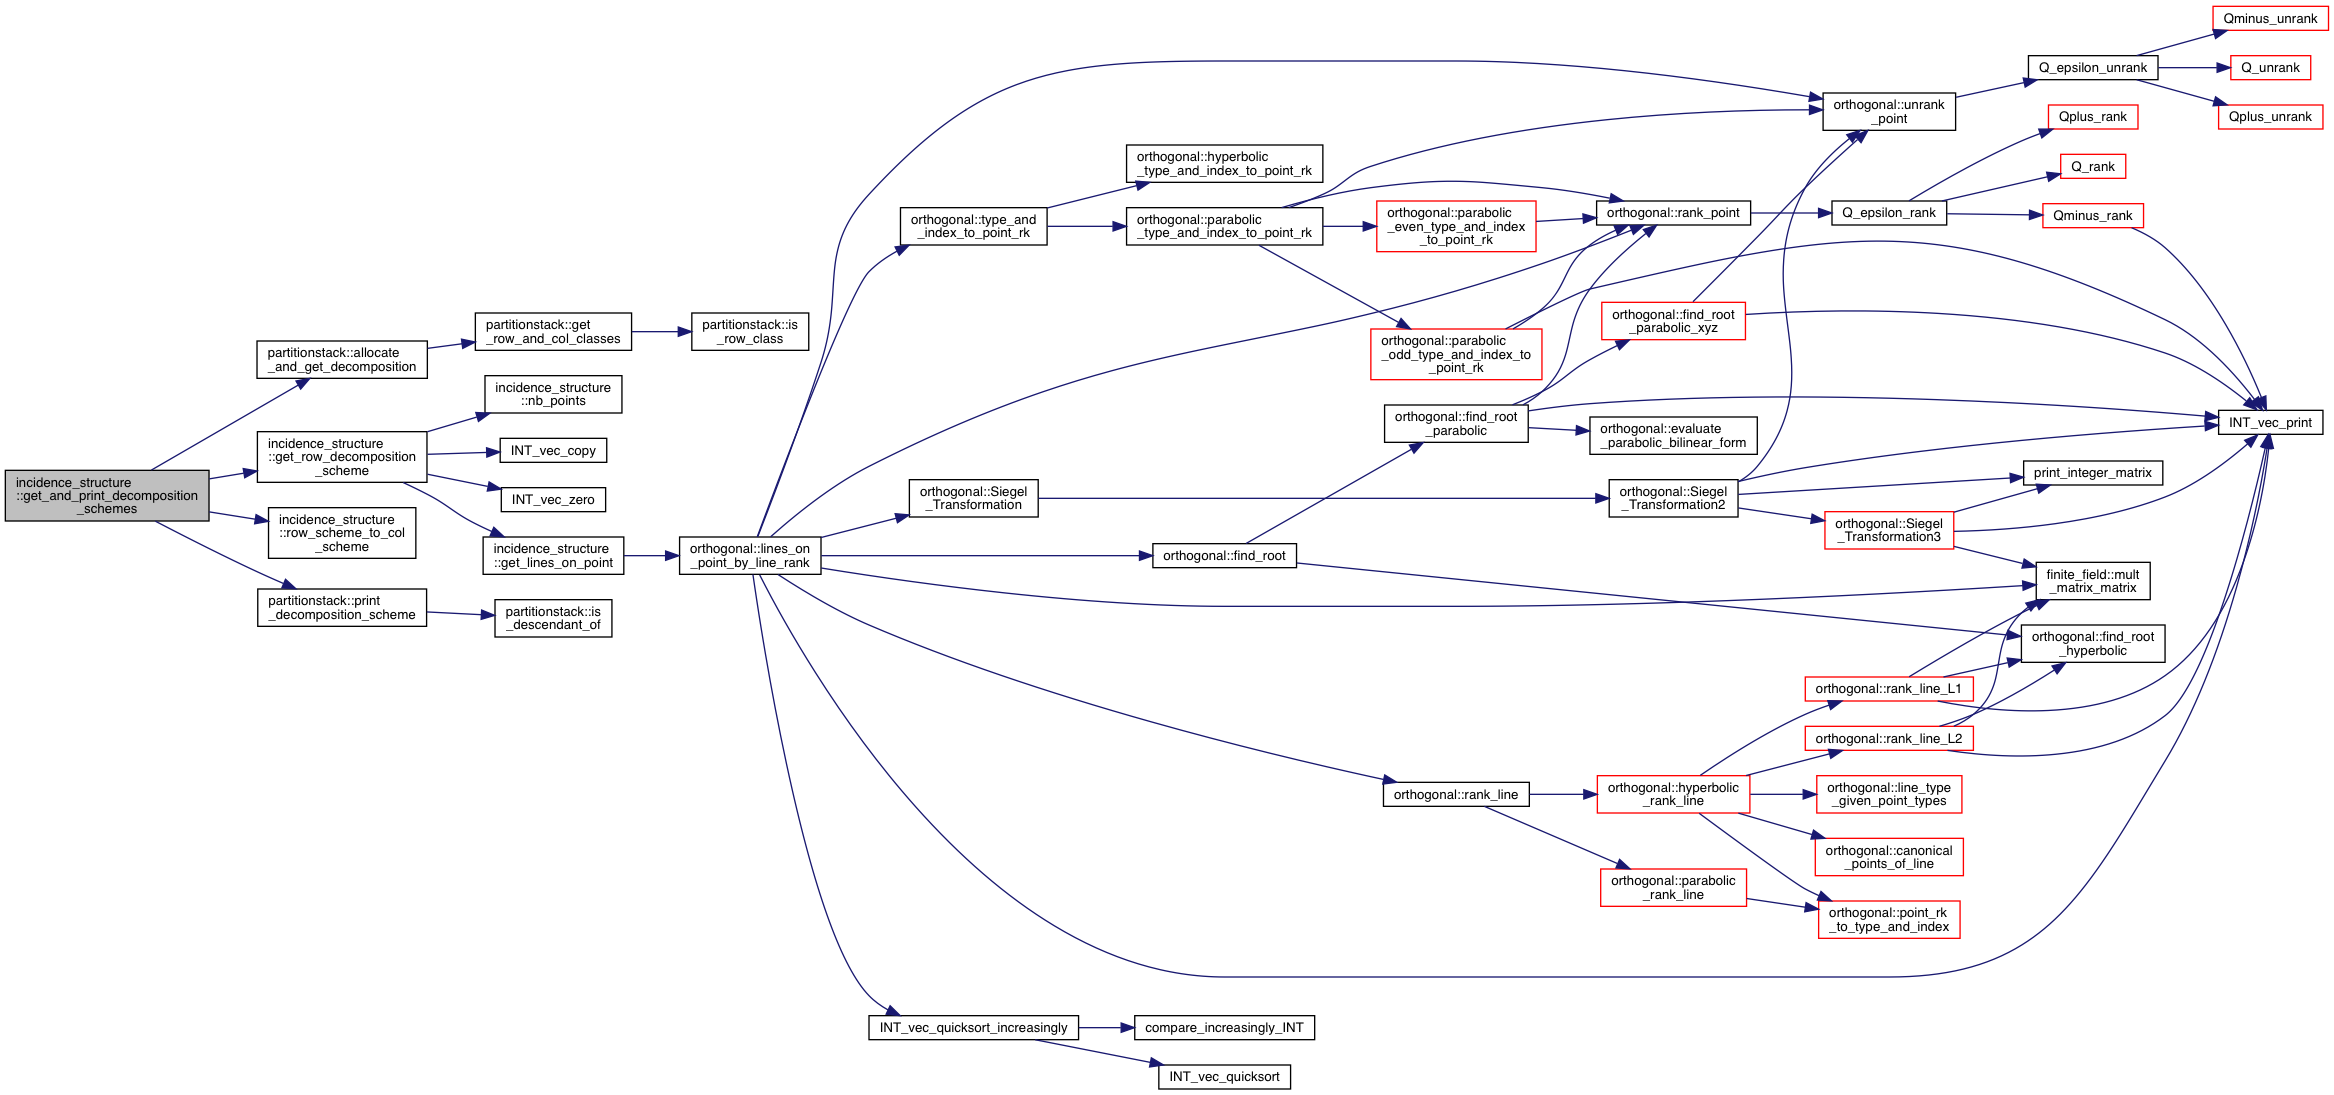 incidence_structure
::get_and_print_decomposition
_schemes
partitionstack::allocate
_and_get_decomposition
partitionstack::get
_row_and_col_classes
partitionstack::is
_row_class
incidence_structure
::get_row_decomposition
_scheme
incidence_structure
::nb_points
INT_vec_copy
INT_vec_zero
incidence_structure
::get_lines_on_point
incidence_structure
::row_scheme_to_col
_scheme
partitionstack::print
_decomposition_scheme
partitionstack::is
_descendant_of
orthogonal::lines_on
_point_by_line_rank
orthogonal::type_and
_index_to_point_rk
orthogonal::hyperbolic
_type_and_index_to_point_rk
orthogonal::parabolic
_type_and_index_to_point_rk
orthogonal::parabolic
_even_type_and_index
_to_point_rk
orthogonal::parabolic
_odd_type_and_index_to
_point_rk
orthogonal::rank_point
orthogonal::unrank
_point
Q_epsilon_unrank
Qminus_unrank
Q_unrank
Qplus_unrank
Q_epsilon_rank
Qplus_rank
Q_rank
Qminus_rank
orthogonal::find_root
_parabolic_xyz
orthogonal::find_root
_parabolic
orthogonal::evaluate
_parabolic_bilinear_form
INT_vec_print
orthogonal::Siegel
_Transformation
orthogonal::Siegel
_Transformation2
print_integer_matrix
orthogonal::Siegel
_Transformation3
orthogonal::find_root
finite_field::mult
_matrix_matrix
orthogonal::find_root
_hyperbolic
orthogonal::rank_line_L1
orthogonal::rank_line_L2
orthogonal::rank_line
orthogonal::hyperbolic
_rank_line
orthogonal::line_type
_given_point_types
orthogonal::canonical
_points_of_line
orthogonal::parabolic
_rank_line
orthogonal::point_rk
_to_type_and_index
INT_vec_quicksort_increasingly
compare_increasingly_INT
INT_vec_quicksort